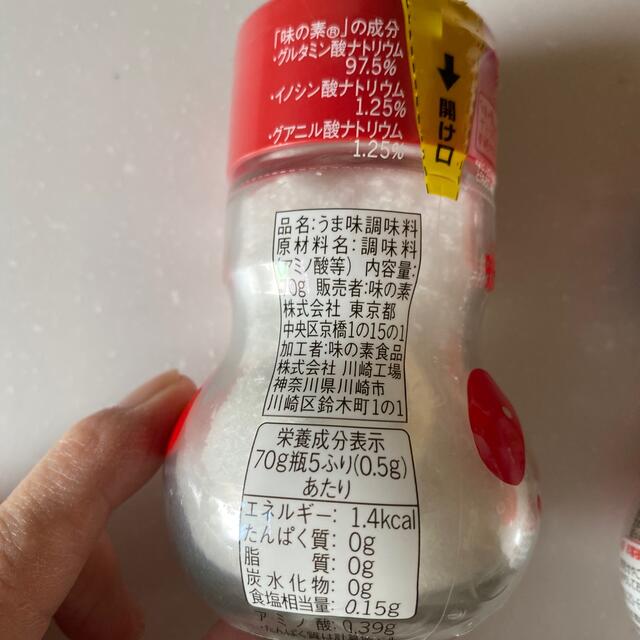 「味の素®」の成分
・グルタミン酸ナトリウム
97.5%
・イノシン酸ナトリウム
1.25%
・グアニル酸ナトリウム
1.25%
開け口
品名:うま味調味料
原材料名:調味料
(アミノ酸等) 内容量:
70g 販売者:味の素
株式会社 東京都
中央区京橋1の15の1
加工者:味の素食品
株式会社 川崎工場
神奈川県川崎市
川崎区鈴木町1の1
栄養成分表示
70g瓶5ふり(0.5g)
あたり
エネルギー: 1.4kcal
たんぱく質: 0g
脂質: 0g
炭水化物: 0g
食塩相当量: 0.15g
アミノ酸: 0.39g